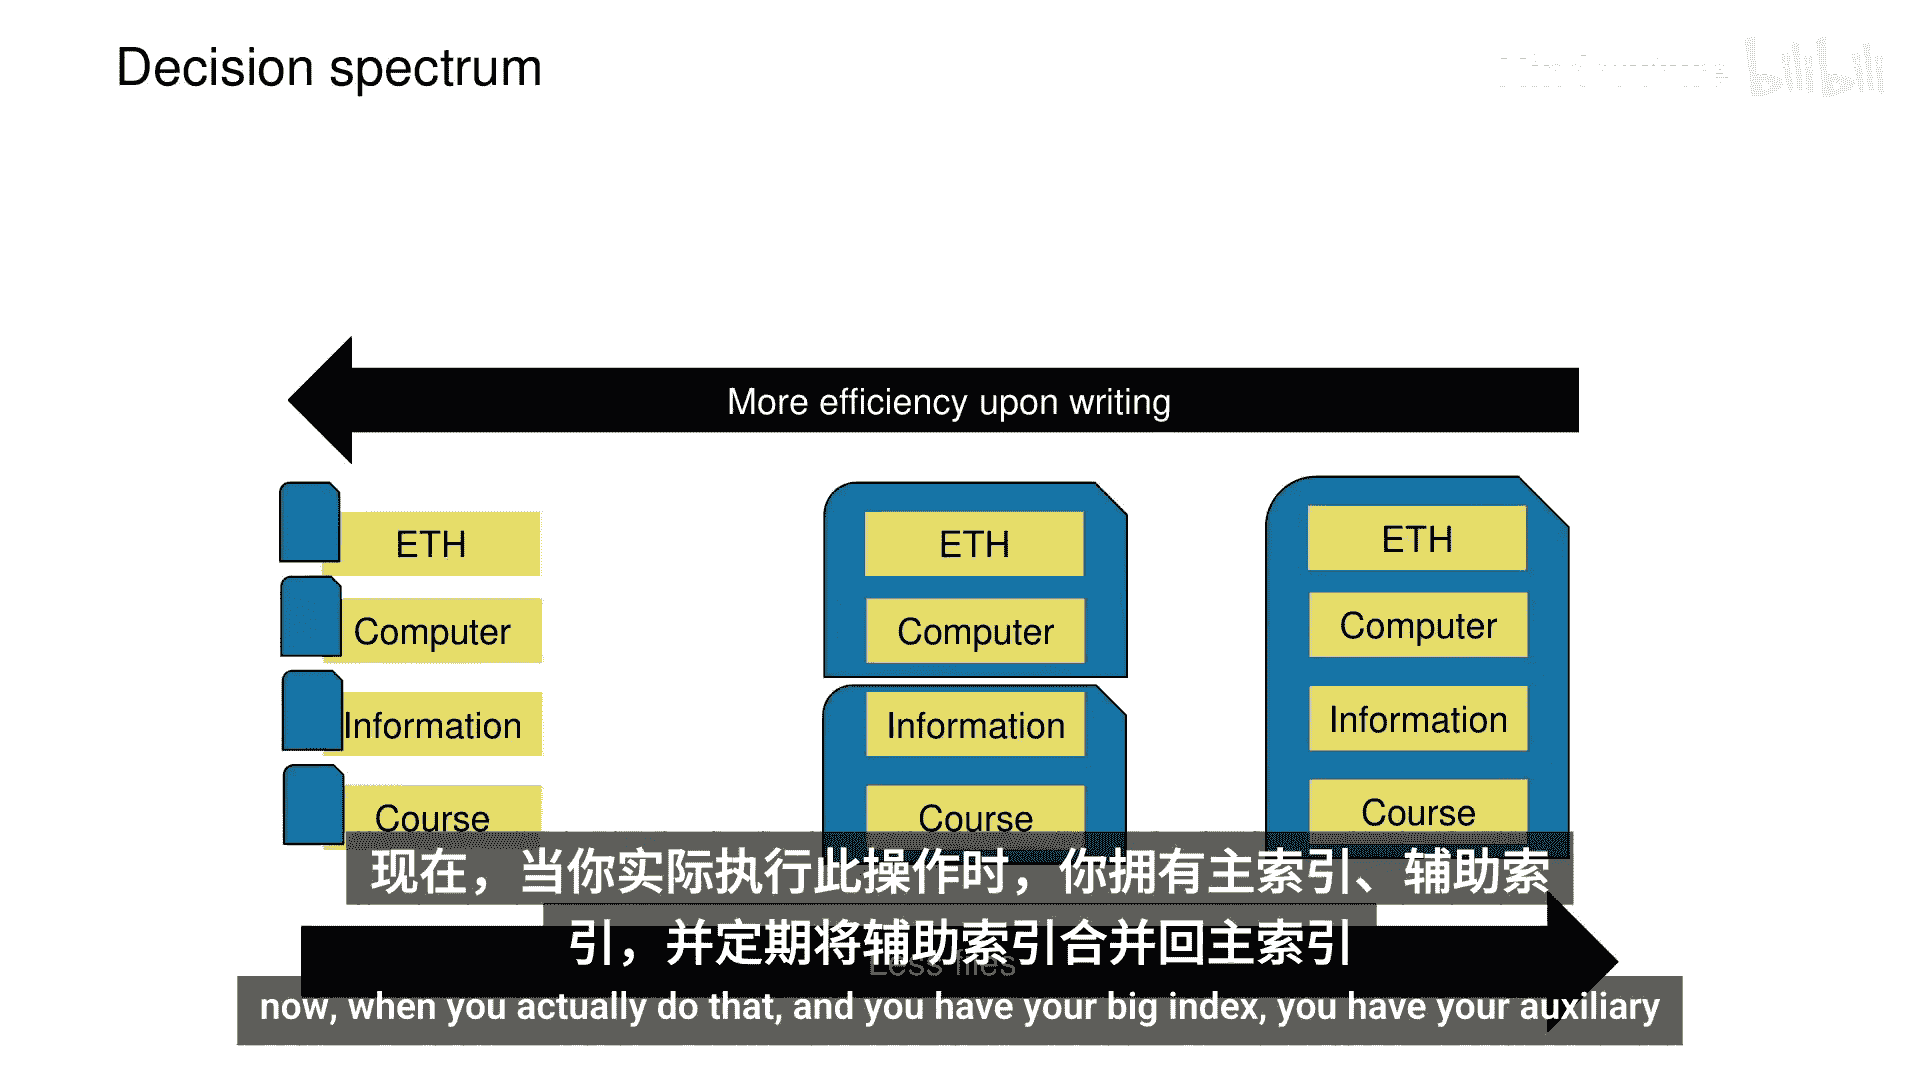 Decision spectrum
bilibili
More efficiency upon writing
ETH
ETH
ETH
Computer
Computer
Computer
Information
Information
Information
Course
Course
Course
现在，当你实际执行此操作时，你拥有主索引、辅助索
引，并定期将辅助索引合并回主索引
Less files
now, when you actually do that, and you have your big index, you have your auxiliary